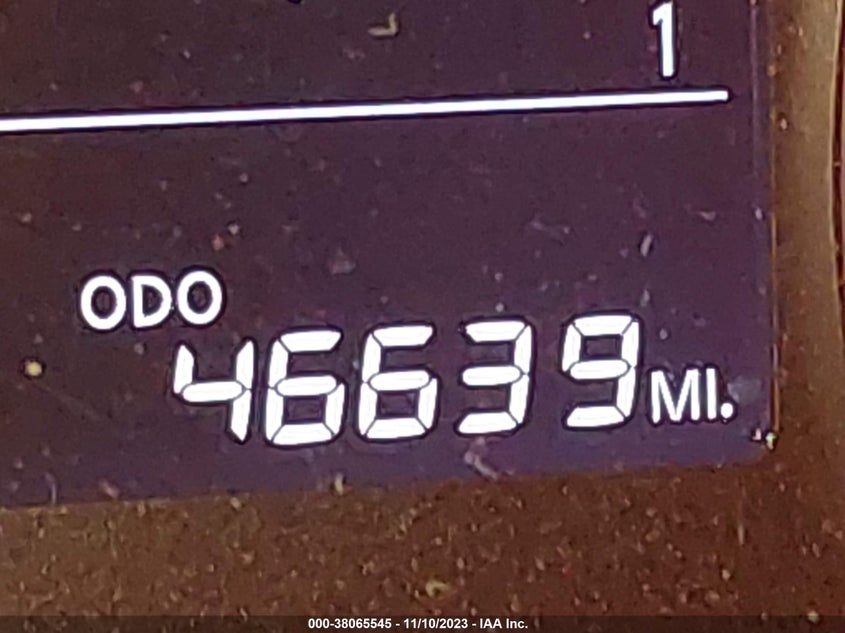 1
ODO
46639 MI.
000-38065545 - 11/10/2023 - IAA Inc.